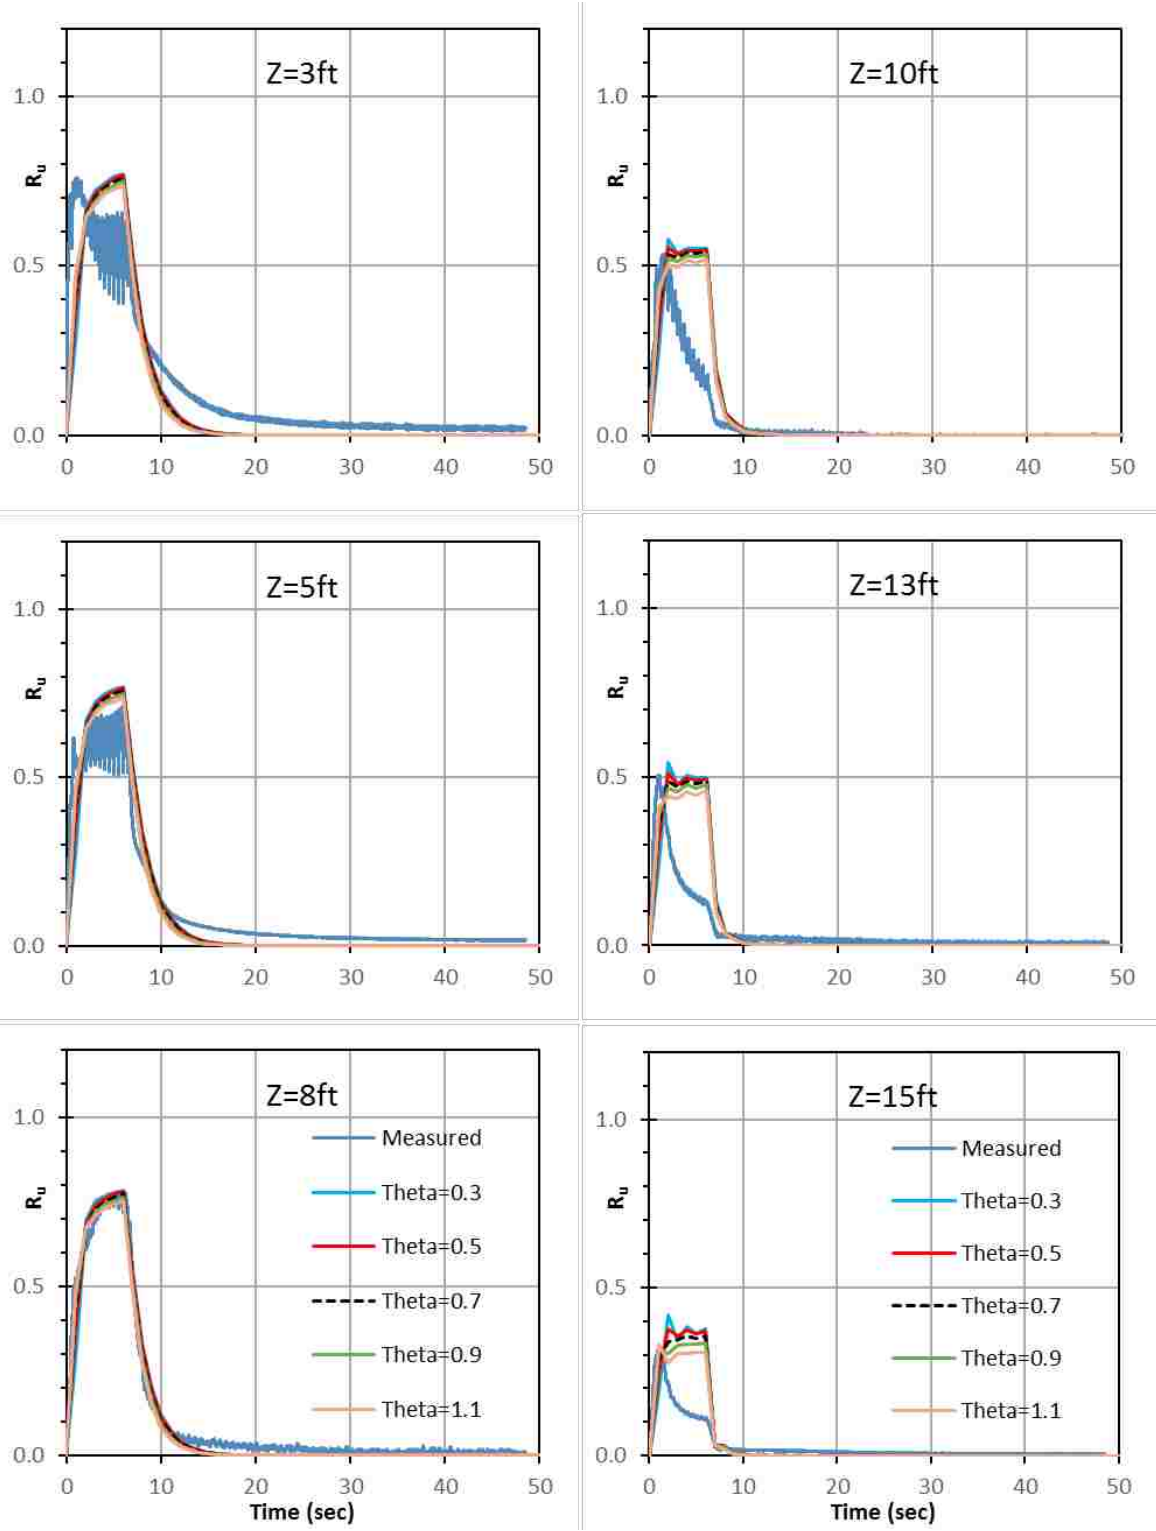 Z=3ft
1.0
Ru
0.5
0.0
0 10 20 30 40 50
Z=10ft
1.0
Ru
0.5
0.0
0 10 20 30 40 50
Z=5ft
1.0
Ru
0.5
0.0
0 10 20 30 40 50
Z=13ft
1.0
Ru
0.5
0.0
0 10 20 30 40 50
Z=8ft
1.0
Measured
Theta=0.3
Ru
Theta=0.5
0.5
Theta=0.7
Theta=0.9
Theta=1.1
0.0
0 10 20 30 40 50
Time (sec)
Z=15ft
1.0
Measured
Theta=0.3
Ru
Theta=0.5
0.5
Theta=0.7
Theta=0.9
Theta=1.1
0.0
0 10 20 30 40 50
Time (sec)